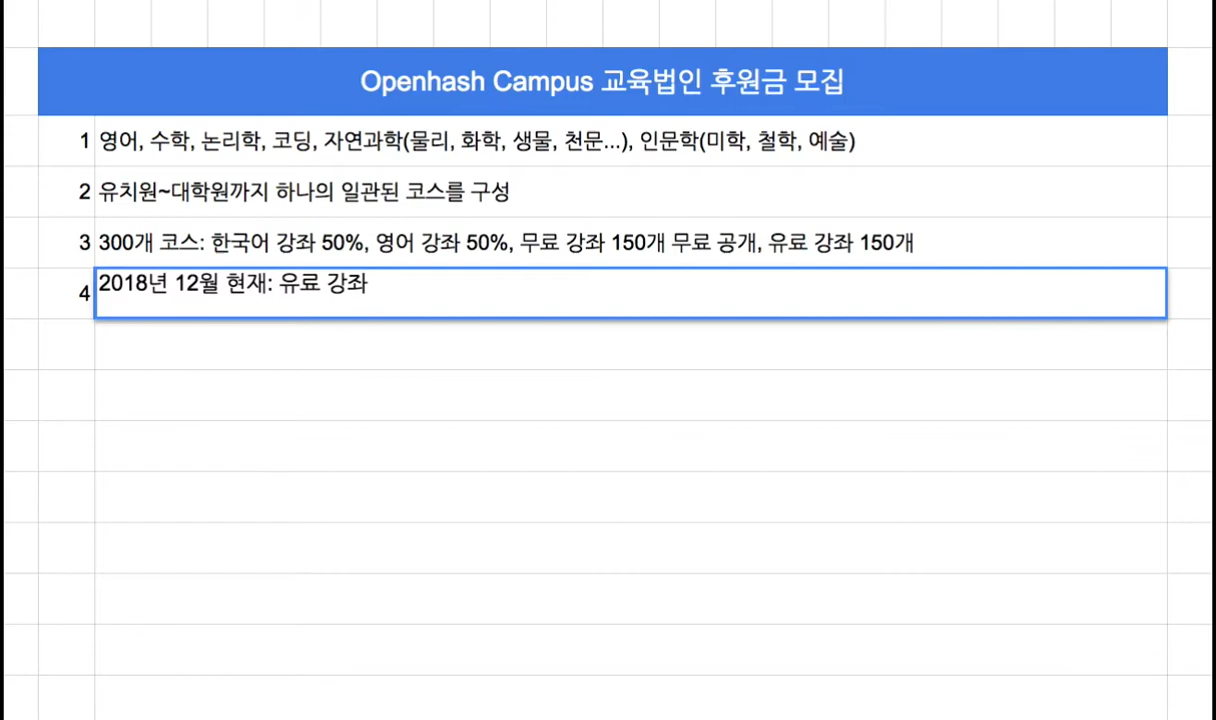 Openhash Campus 교육법인 후원금 모집
1 영어, 수학, 논리학, 코딩, 자연과학(물리, 화학, 생물, 천문...), 인문학(미학, 철학, 예술)
2 유치원~대학원까지 하나의 일관된 코스를 구성
3 300개 코스: 한국어 강좌 50%, 영어 강좌 50%, 무료 강좌 150개 무료 공개, 유료 강좌 150개
4 2018년 12월 현재: 유료 강좌